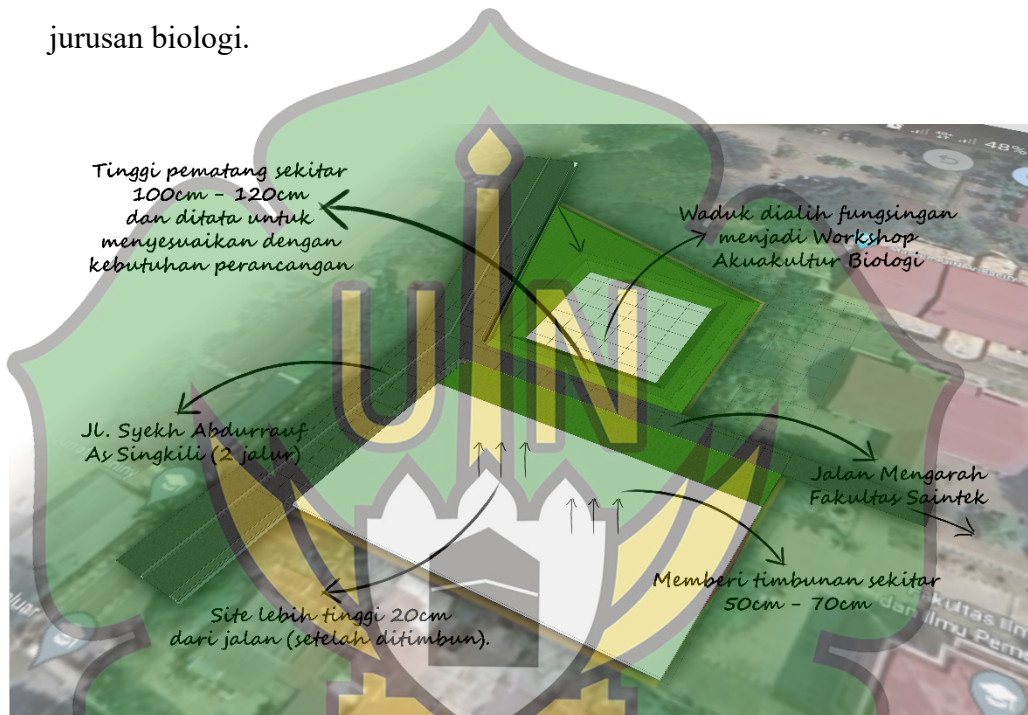 jurusan biologi.
48%
Tinggi pematang sekitar
100cm - 120cm
dan ditata untuk
menyesuaikan dengan
kebutuhan perancangan
Waduk dialih fungsingan
menjadi Workshop
Akuakultur Biologi
UIN
Jl. Syekh Abdurrauf
As Singkili (2 jalur)
Jalan Mengarah
Fakultas Saintek
Memberi timbunan sekitar
50cm - 70cm
Site lebih tinggi 20cm
dari jalan (setelah ditimbun).